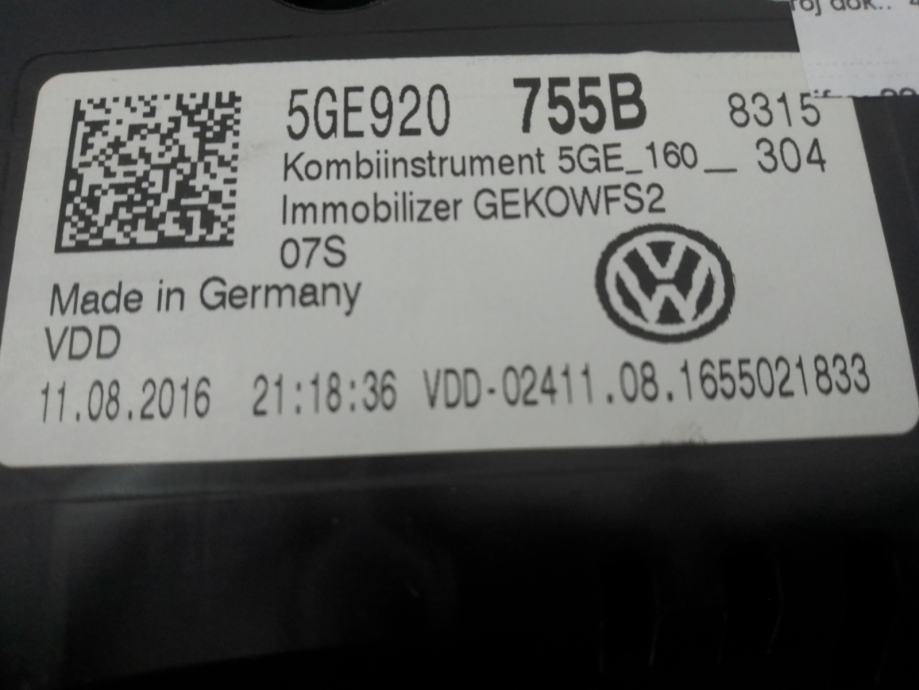 5GE920 755B 8315
Kombiinstrument 5GE_160_ 304
Immobilizer GEKOWFS2
07S
Made in Germany
VDD
11.08.2016 21:18:36 VDD-02411.08.1655021833